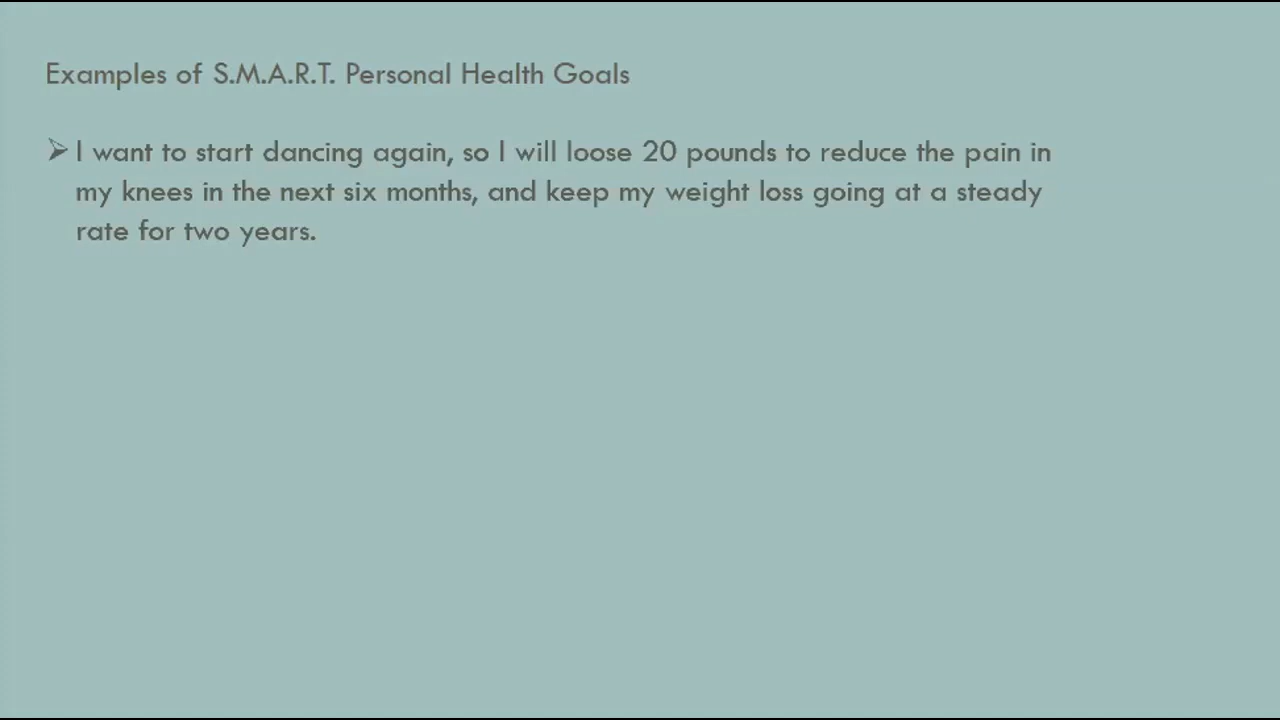 Examples of S.M.A.R.T. Personal Health Goals
➢ I want to start dancing again, so I will loose 20 pounds to reduce the pain in
my knees in the next six months, and keep my weight loss going at a steady
rate for two years.